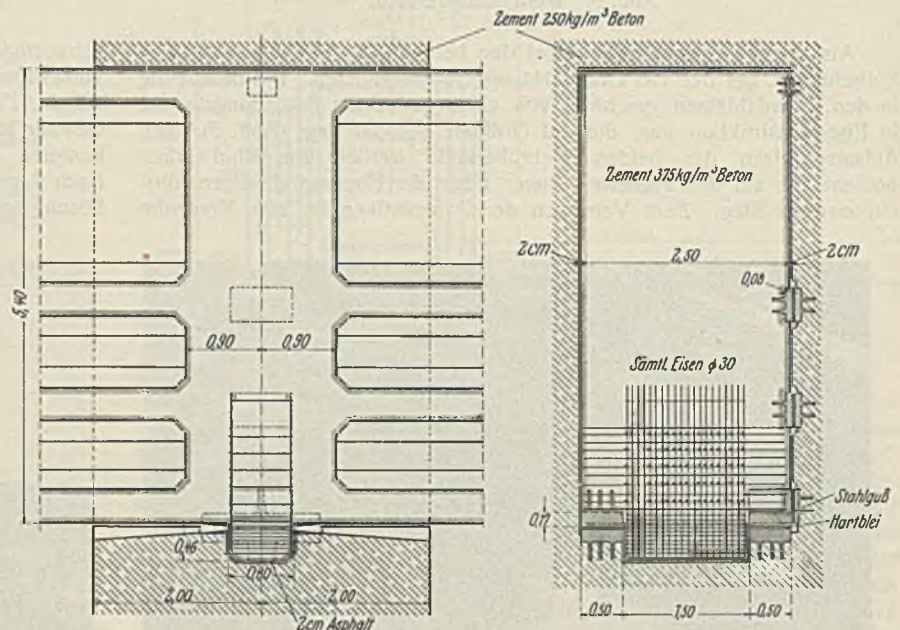 Zement 250kg/m³ Beton
Zement 375kg/m³ Beton
2cm
2,50
2cm
0,08
5,40
0,90
0,90
Sämtl. Eisen ϕ 30
Stahlguß
Hartblei
0,17
0,46
0,80
2,00
2,00
2cm Asphalt
0,50
1,50
0,50